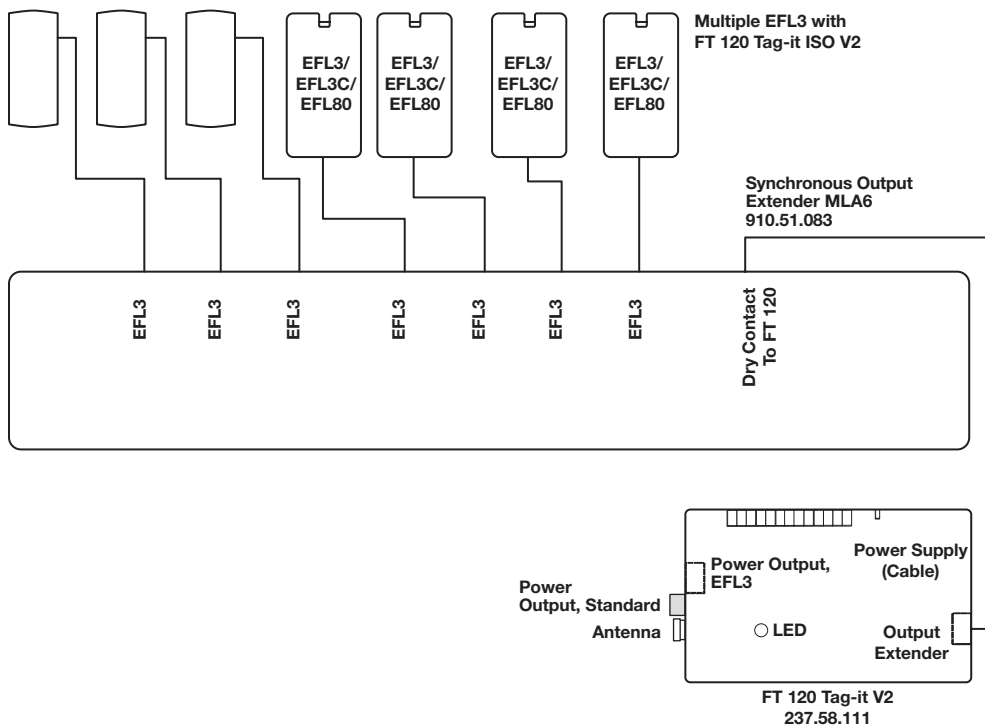 Multiple EFL3 with
FT 120 Tag-it ISO V2
EFL3/
EFL3C/
EFL80
EFL3/
EFL3C/
EFL80
EFL3/
EFL3C/
EFL80
EFL3/
EFL3C/
EFL80
Synchronous Output
Extender MLA6
910.51.083
EFL3
EFL3
EFL3
EFL3
EFL3
EFL3
EFL3
Dry Contact
To FT 120
Power Output,
EFL3
Power Supply
(Cable)
Power
Output, Standard
Antenna
LED
Output
Extender
FT 120 Tag-it V2
237.58.111